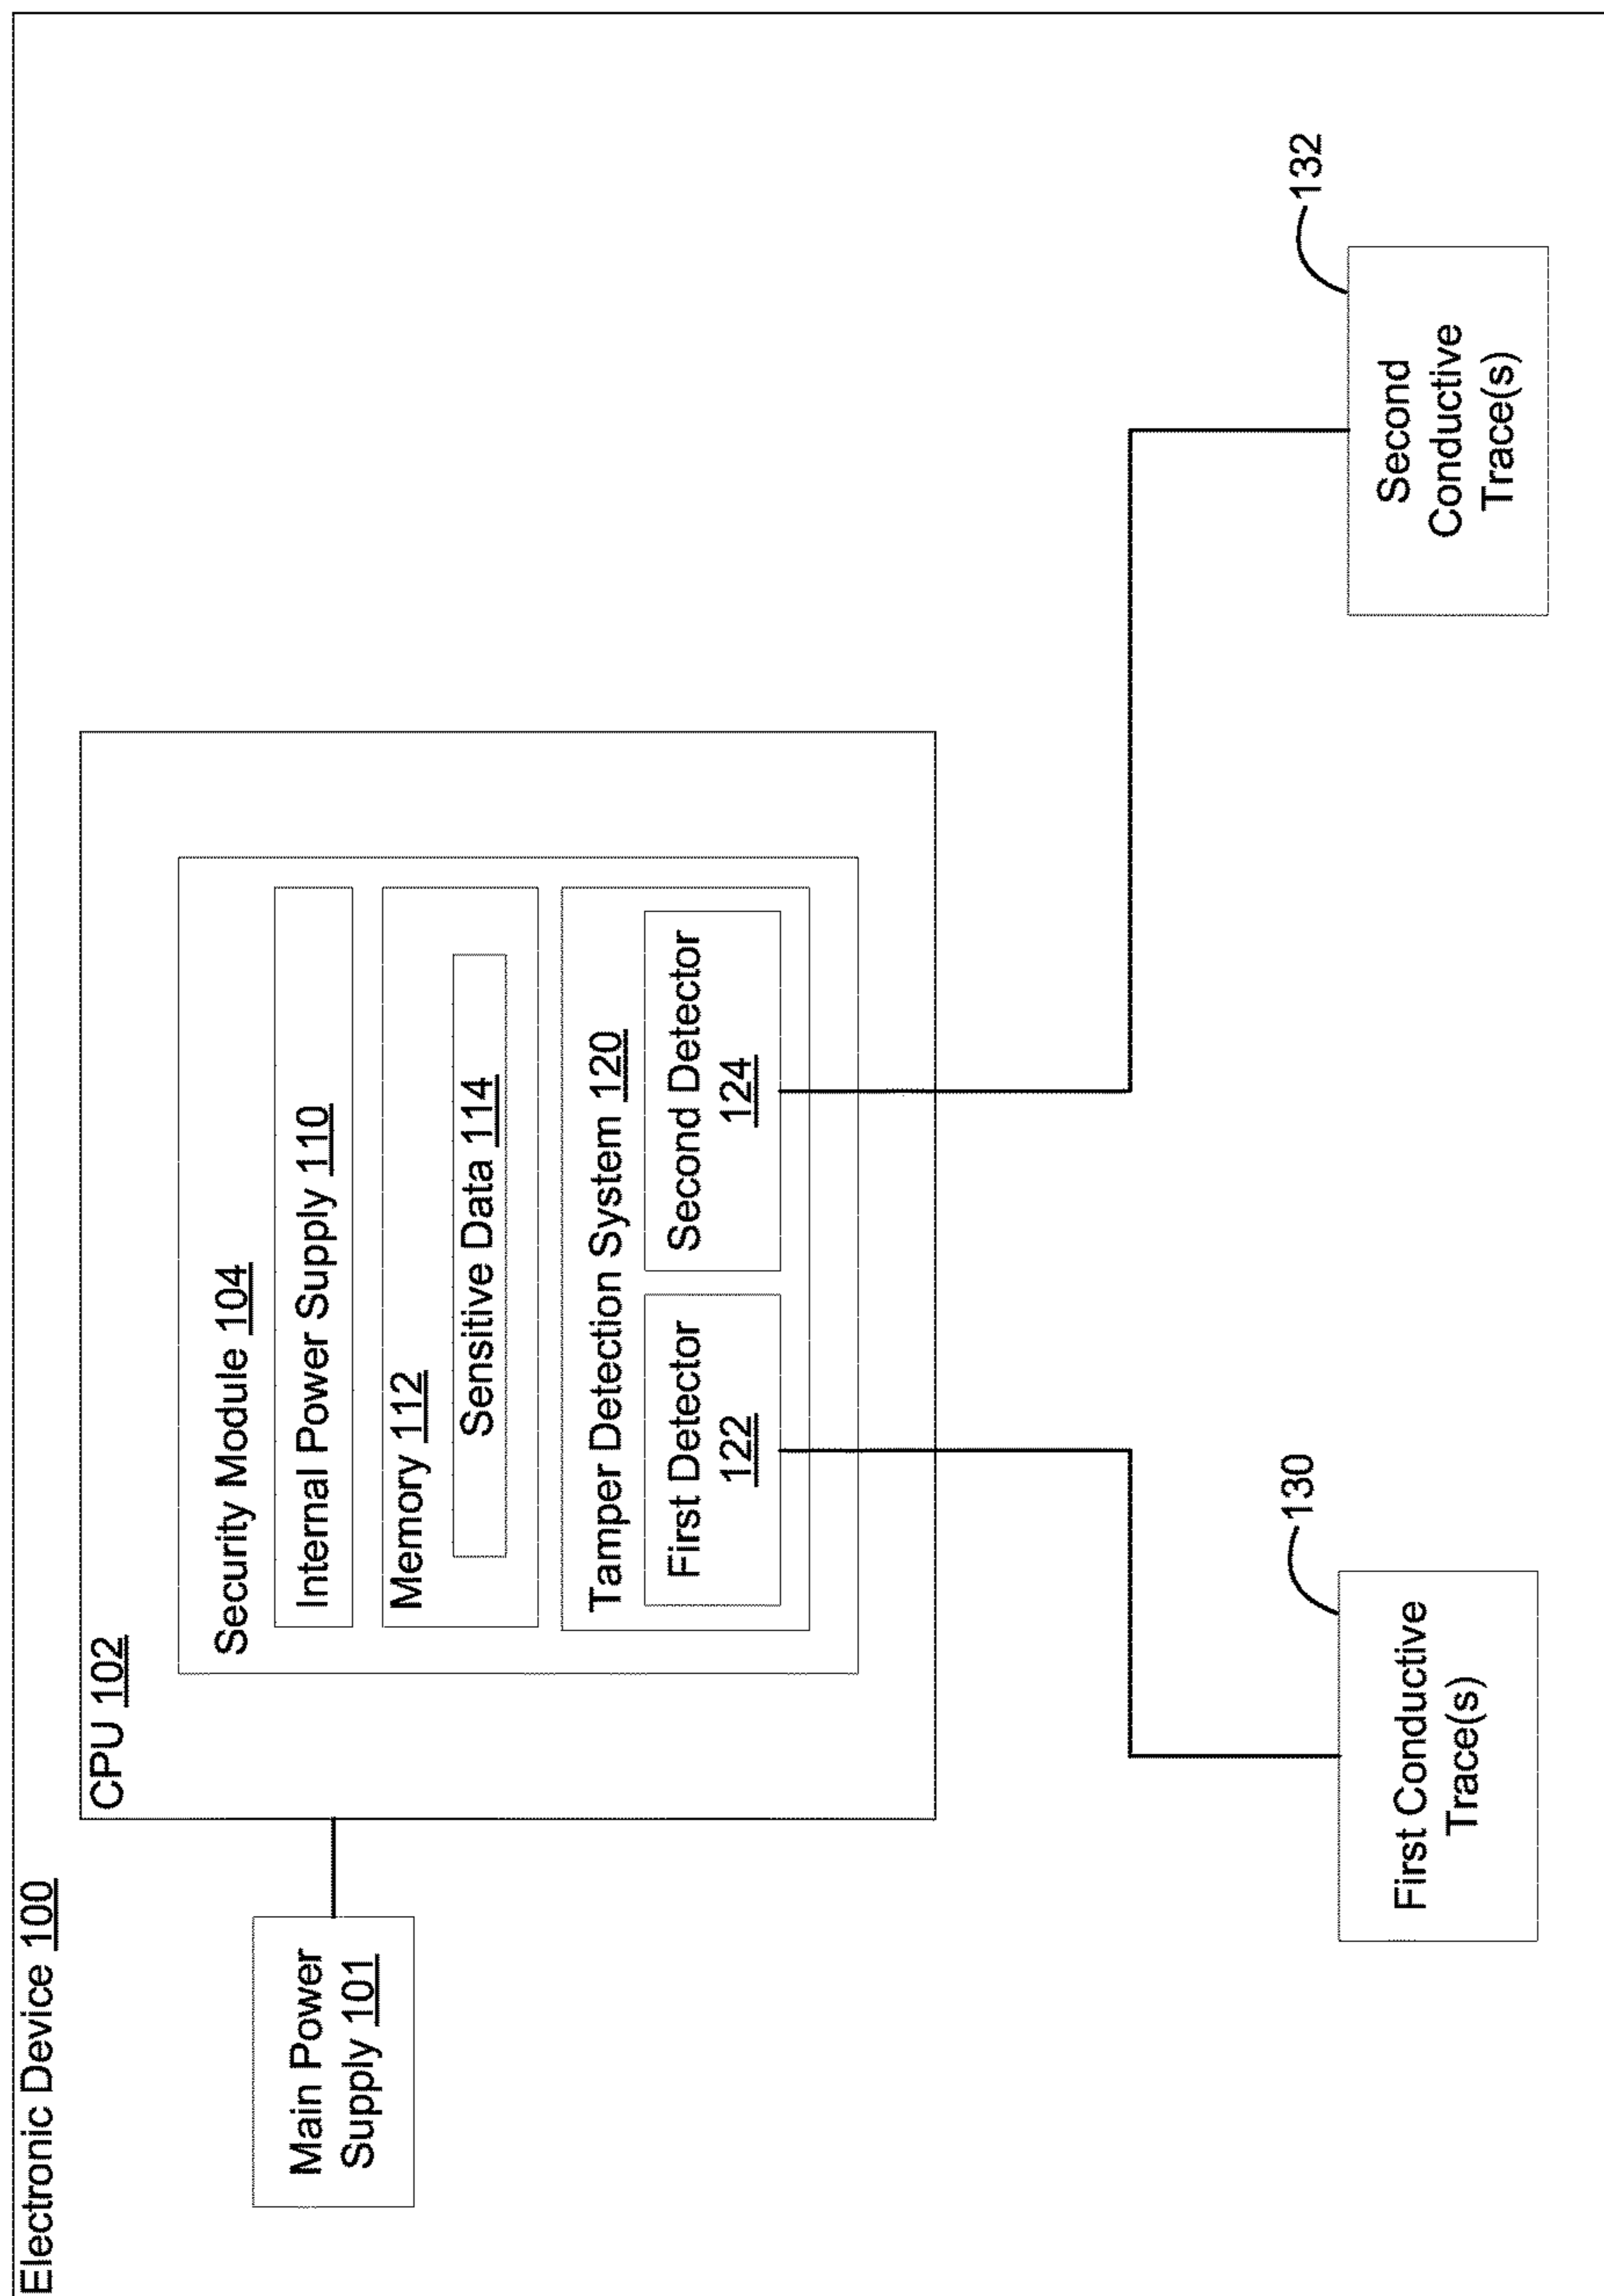 Electronic Device 100
CPU 102
Main Power
Supply 101
Security Module 104
Internal Power Supply 110
Memory 112
Sensitive Data 114
Tamper Detection System 120
First Detector
122
Second Detector
124
130
First Conductive
Trace(s)
132
Second
Conductive
Trace(s)